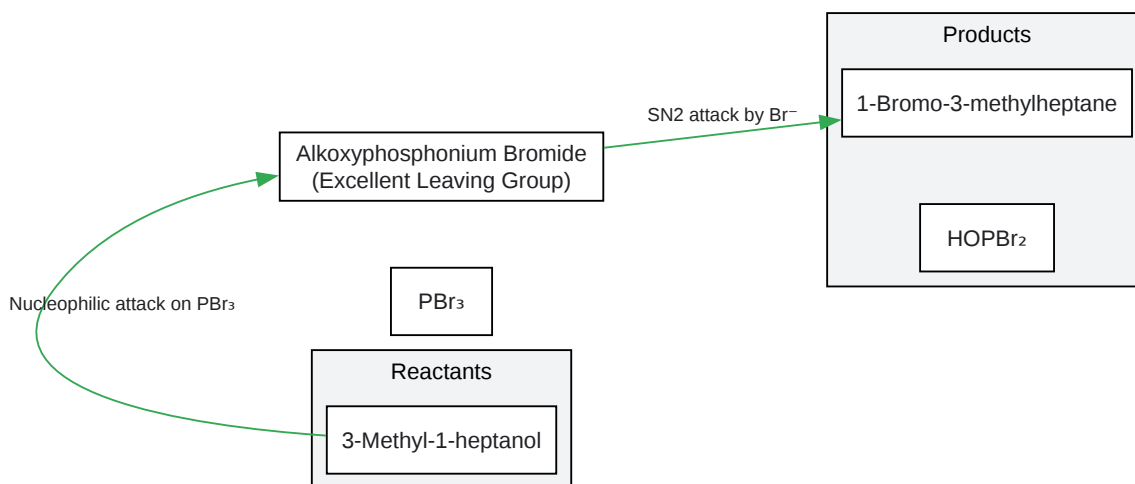 Products
1-Bromo-3-methylheptane
SN2 attack by Br⁻
Alkoxyphosphonium Bromide
(Excellent Leaving Group)
HOPBr₂
Nucleophilic attack on PBr₃
PBr₃
Reactants
3-Methyl-1-heptanol